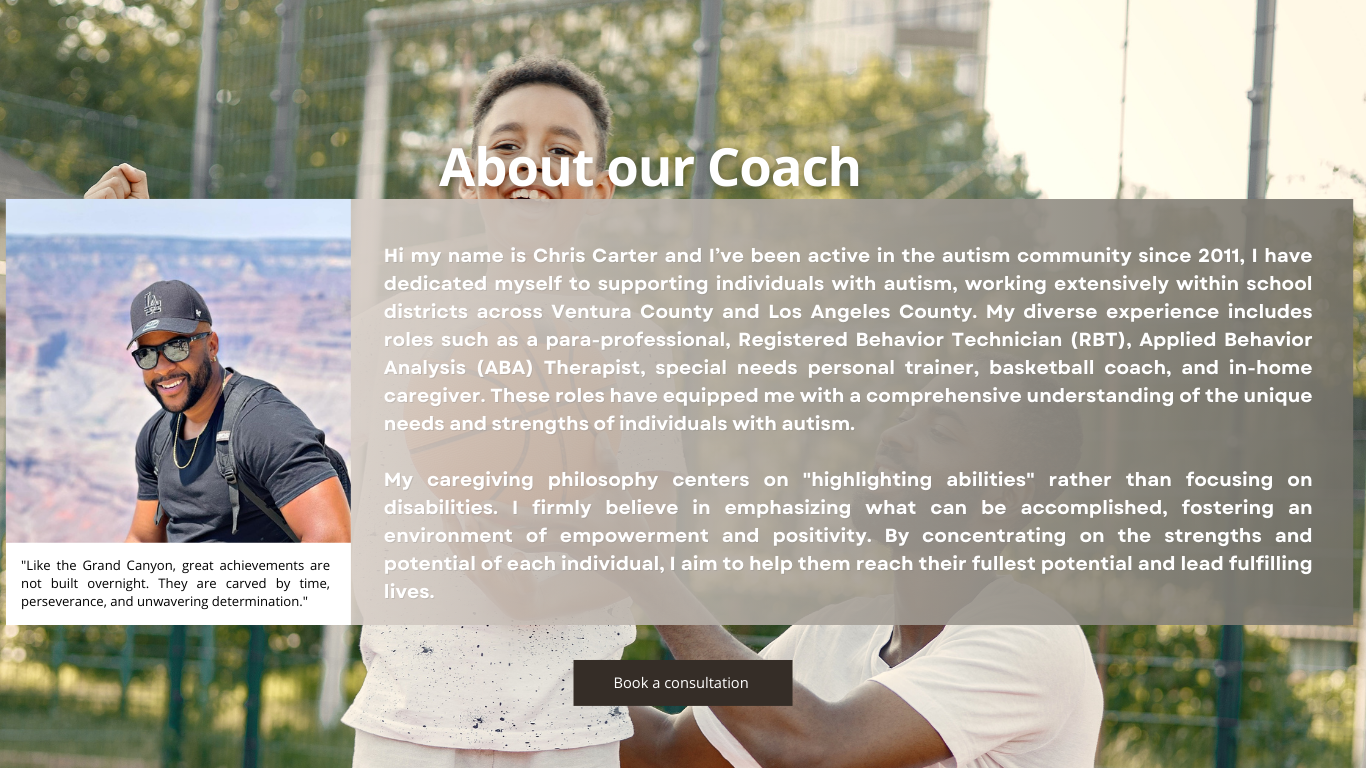 About our Coach
Hi my name is Chris Carter and I’ve been active in the autism community since 2011, I have
dedicated myself to supporting individuals with autism, working extensively within school
districts across Ventura County and Los Angeles County. My diverse experience includes
roles such as a para-professional, Registered Behavior Technician (RBT), Applied Behavior
Analysis (ABA) Therapist, special needs personal trainer, basketball coach, and in-home
caregiver. These roles have equipped me with a comprehensive understanding of the unique
needs and strengths of individuals with autism.
My caregiving philosophy centers on "highlighting abilities" rather than focusing on
disabilities. I firmly believe in emphasizing what can be accomplished, fostering an
environment of empowerment and positivity. By concentrating on the strengths and
potential of each individual, I aim to help them reach their fullest potential and lead fulfilling
lives.
"Like the Grand Canyon, great achievements are
not built overnight. They are carved by time,
perseverance, and unwavering determination."
Book a consultation